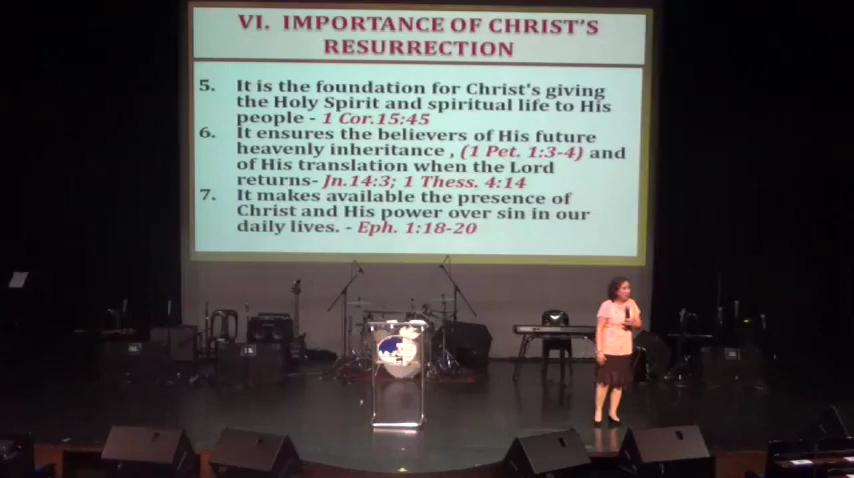 VI. IMPORTANCE OF CHRIST'S
RESURRECTION
5. It is the foundation for Christ's giving
the Holy Spirit and spiritual life to His
people - 1 Cor.15:45
6. It ensures the believers of His future
heavenly inheritance , (1 Pet. 1:3-4) and
of His translation when the Lord
returns- Jn.14:3; 1 Thess. 4:14
7. It makes available the presence of
Christ and His power over sin in our
daily lives. - Eph. 1:18-20